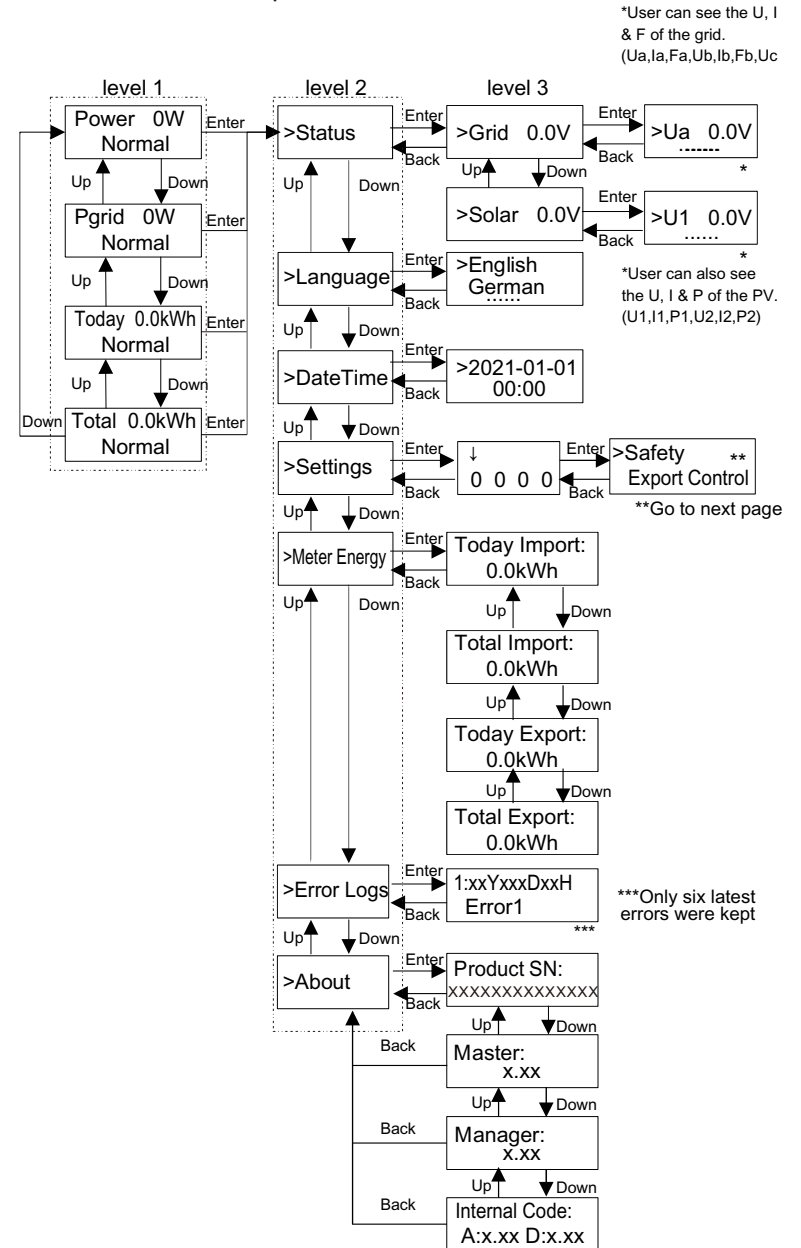 *User can see the U, I
& F of the grid.
(Ua,Ia,Fa,Ub,Ib,Fb,Uc
level 1
level 2
level 3
Power 0W
Normal
Enter
>Status
Enter
Back
>Grid 0.0V
Enter
Back
>Ua 0.0V
.......
*
Up
Down
Up
Down
Up
Down
Pgrid 0W
Normal
Enter
>Solar 0.0V
Enter
Back
>U1 0.0V
......
*
*User can also see
the U, I & P of the PV.
(U1,I1,P1,U2,I2,P2)
Up
Down
>Language
Enter
Back
>English
German
......
Today 0.0kWh
Normal
Enter
Up
Down
Up
Down
>DateTime
Enter
Back
>2021-01-01
00:00
Down
Total 0.0kWh
Normal
Enter
Up
Down
>Settings
Enter
Back
↓
0 0 0 0
Enter
Back
>Safety **
Export Control
**Go to next page
Up
Down
>Meter Energy
Enter
Back
Today Import:
0.0kWh
Up
Down
Up
Down
Total Import:
0.0kWh
Up
Down
Today Export:
0.0kWh
Up
Down
Total Export:
0.0kWh
>Error Logs
Enter
Back
1:xxYxxxDxxH
Error1
***
***Only six latest
errors were kept
Up
Down
>About
Enter
Back
Product SN:
XXXXXXXXXXXXXX
Up
Down
Back
Master:
x.xx
Up
Down
Back
Manager:
x.xx
Up
Down
Back
Internal Code:
A:x.xx D:x.xx